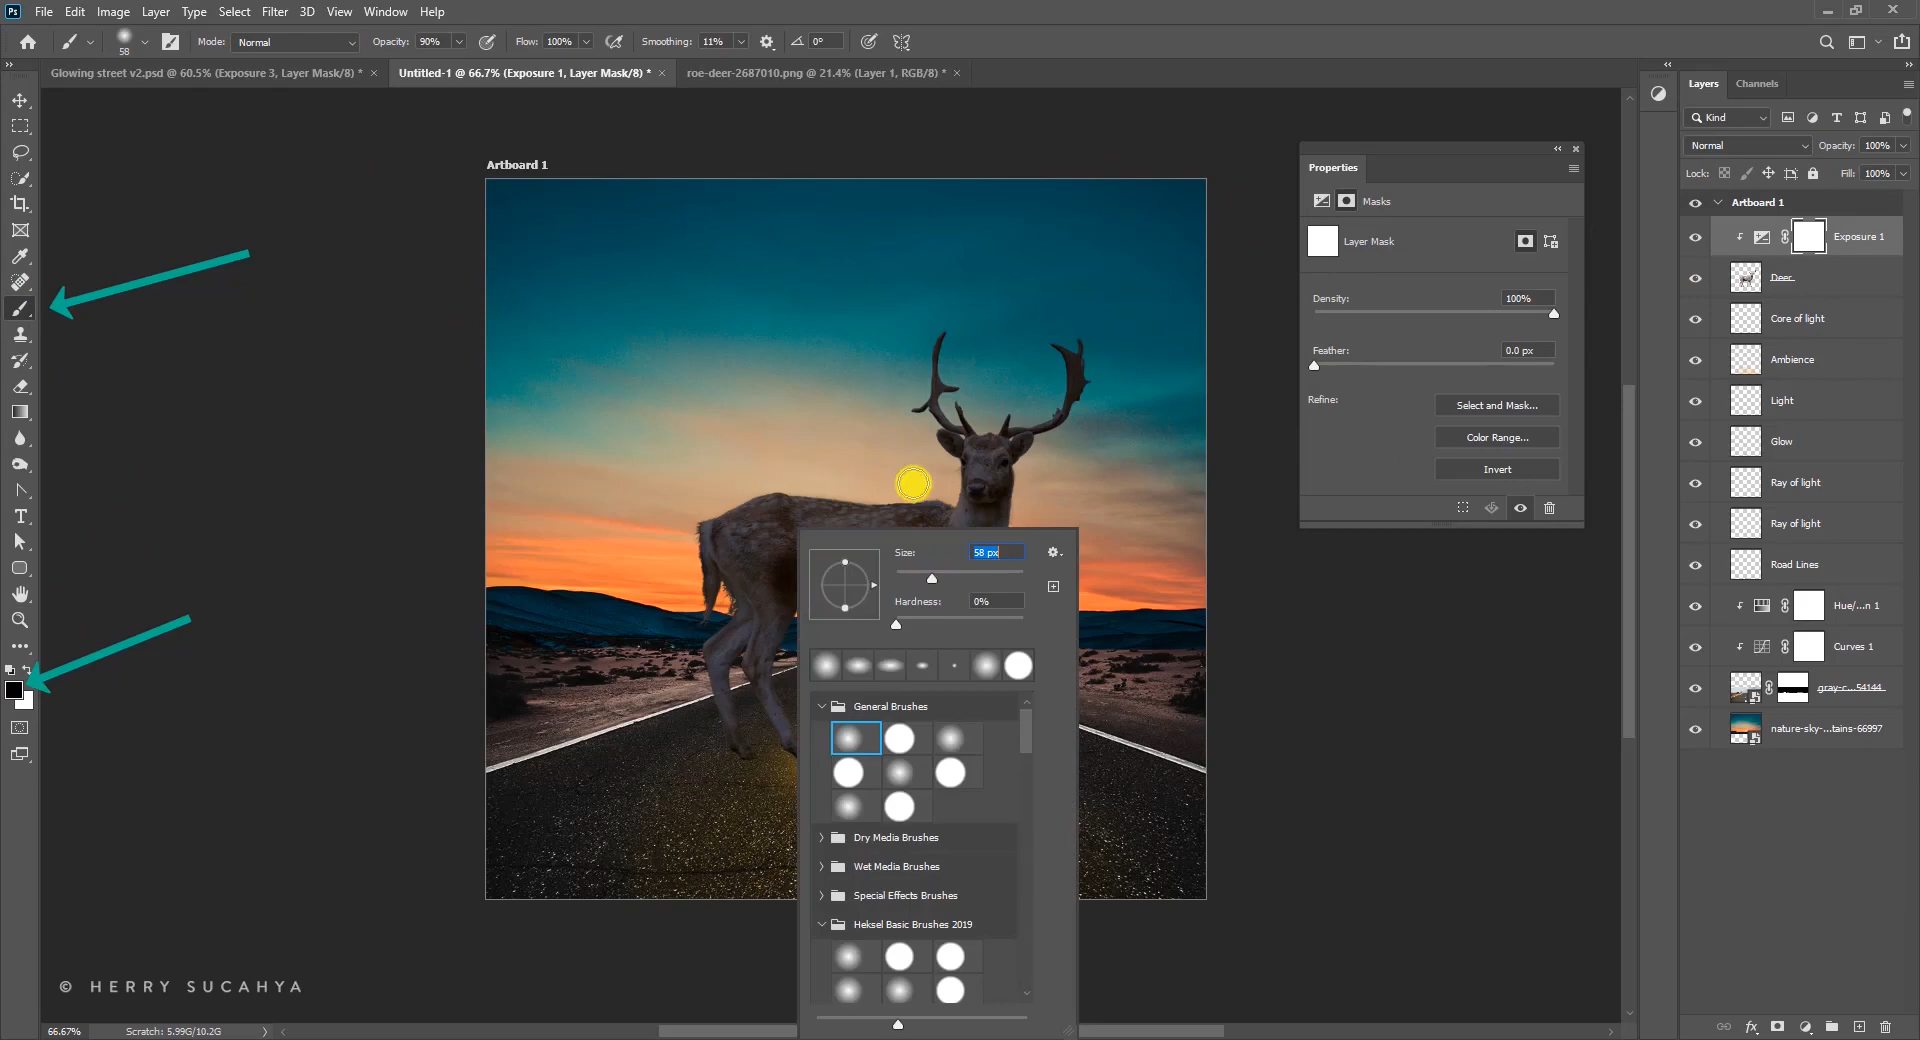 Ps File Edit Image Layer Type Select Filter 3D View Window Help
58 Mode: Normal Opacity: 90% Flow: 100% Smoothing: 11% 0°
Glowing street v2.psd @ 60.5% (Exposure 3, Layer Mask/8) * × Untitled-1 @ 66.7% (Exposure 1, Layer Mask/8) * × roe-deer-2687010.png @ 21.4% (Layer 1, RGB/8) * ×
Artboard 1
Size: 58 px
Hardness: 0%
General Brushes
Dry Media Brushes
Wet Media Brushes
Special Effects Brushes
Heksel Basic Brushes 2019
Properties
Masks
Layer Mask
Density: 100%
Feather: 0.0 px
Refine: Select and Mask...
Color Range...
Invert
Layers Channels
Kind
Normal Opacity: 100%
Lock: Fill: 100%
Artboard 1
Exposure 1
Deer
Core of light
Ambience
Light
Glow
Ray of light
Ray of light
Road Lines
Hue/...n 1
Curves 1
gray-c...54144
nature-sky-...tains-66997
© HERRY SUCAHYA
66.67% Scratch: 5.99G/10.2G